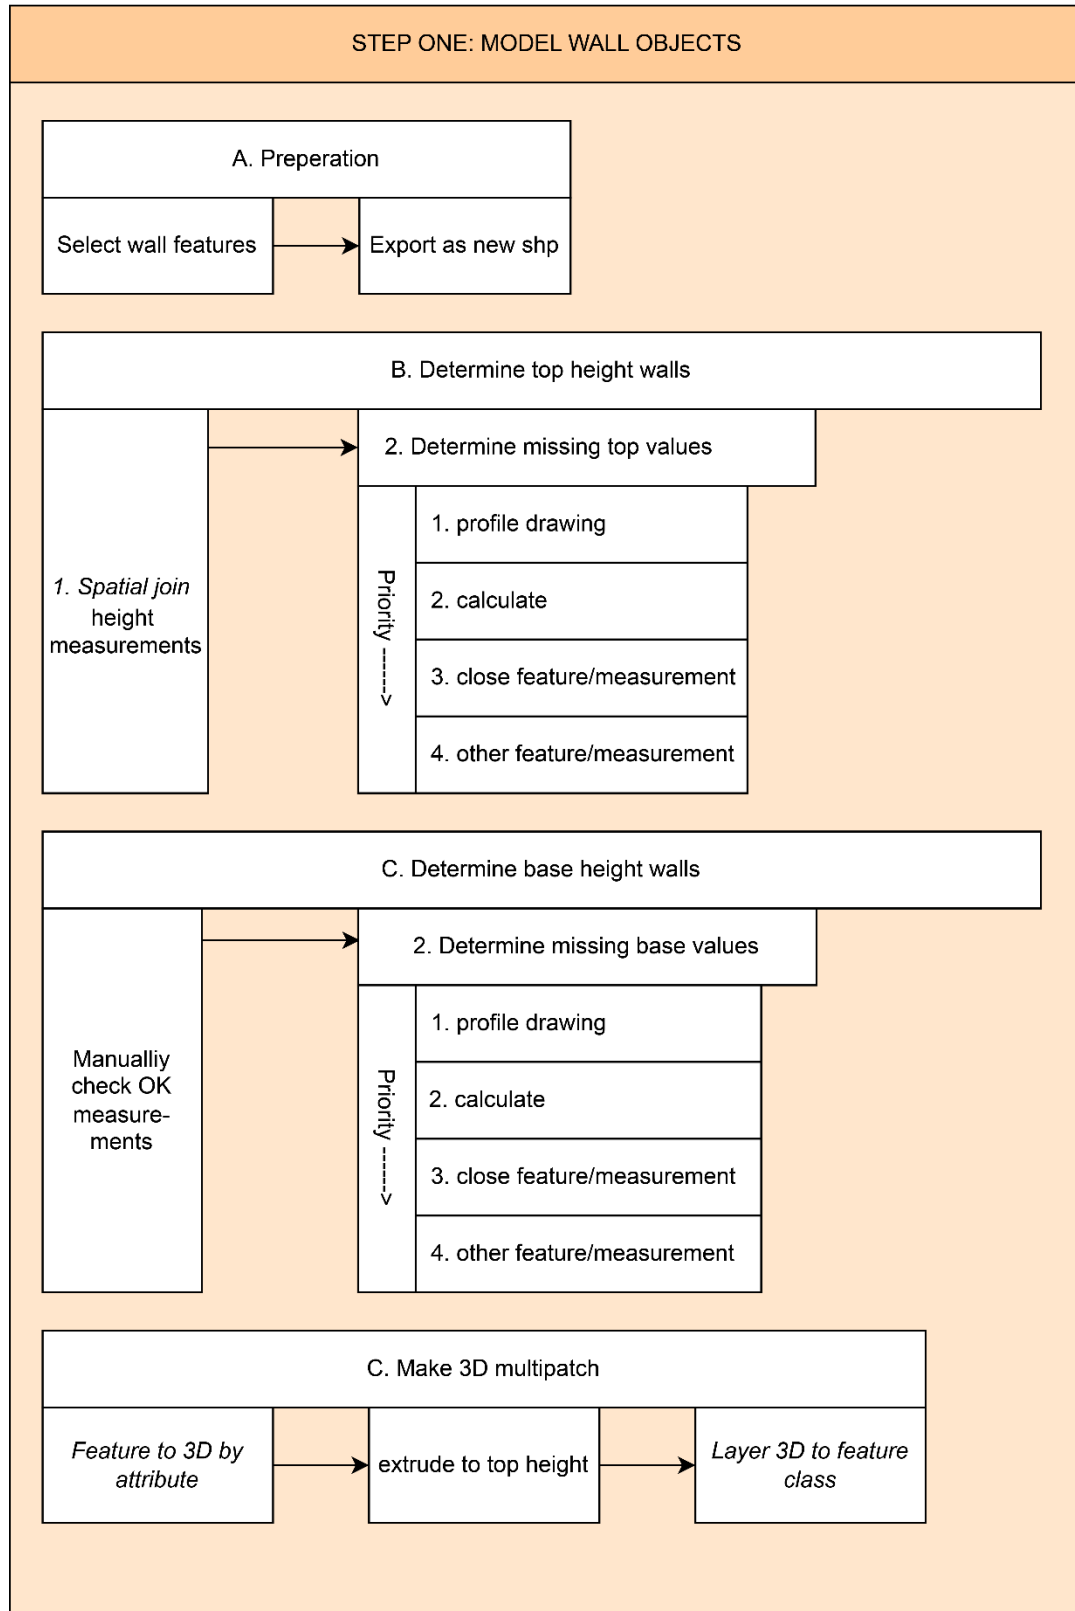 STEP ONE: MODEL WALL OBJECTS
A. Preperation
Select wall features
Export as new shp
B. Determine top height walls
1. Spatial join
height
measurements
2. Determine missing top values
Priority ------>
1. profile drawing
2. calculate
3. close feature/measurement
4. other feature/measurement
C. Determine base height walls
Manualliy
check OK
measure-
ments
2. Determine missing base values
Priority ------>
1. profile drawing
2. calculate
3. close feature/measurement
4. other feature/measurement
C. Make 3D multipatch
Feature to 3D by
attribute
extrude to top height
Layer 3D to feature
class